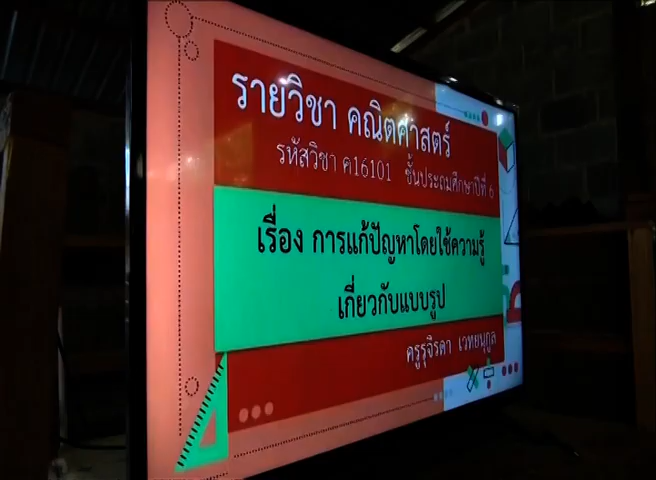 รายวิชา คณิตศาสตร์
รหัสวิชา ค16101 ชั้นประถมศึกษาปีที่ 6
เรื่อง การแก้ปัญหาโดยใช้ความรู้
เกี่ยวกับแบบรูป
ครูรุจิรดา เวทยนุกูล